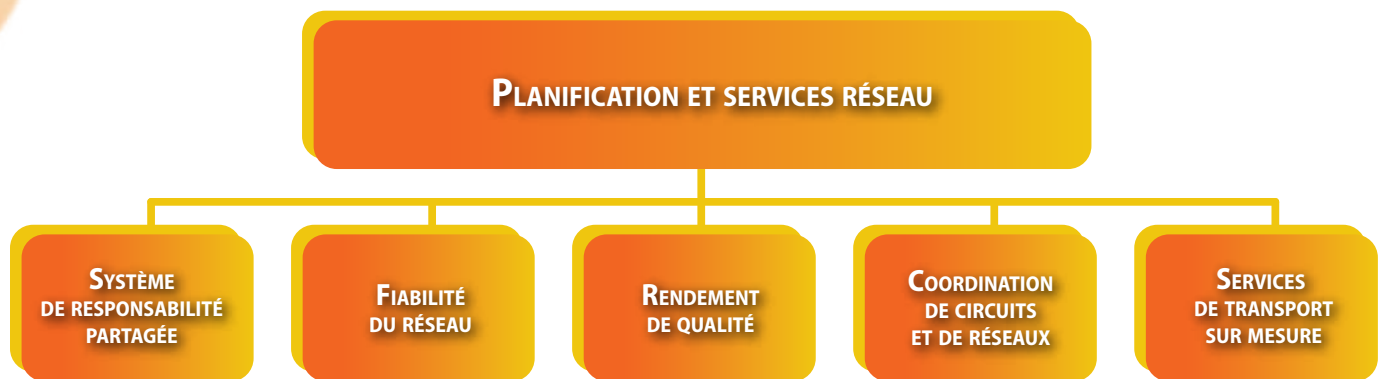 PLANIFICATION ET SERVICES RÉSEAU
SYSTÈME
DE RESPONSABILITÉ
PARTAGÉE
FIABILITÉ
DU RÉSEAU
RENDEMENT
DE QUALITÉ
COORDINATION
DE CIRCUITS
ET DE RÉSEAUX
SERVICES
DE TRANSPORT
SUR MESURE